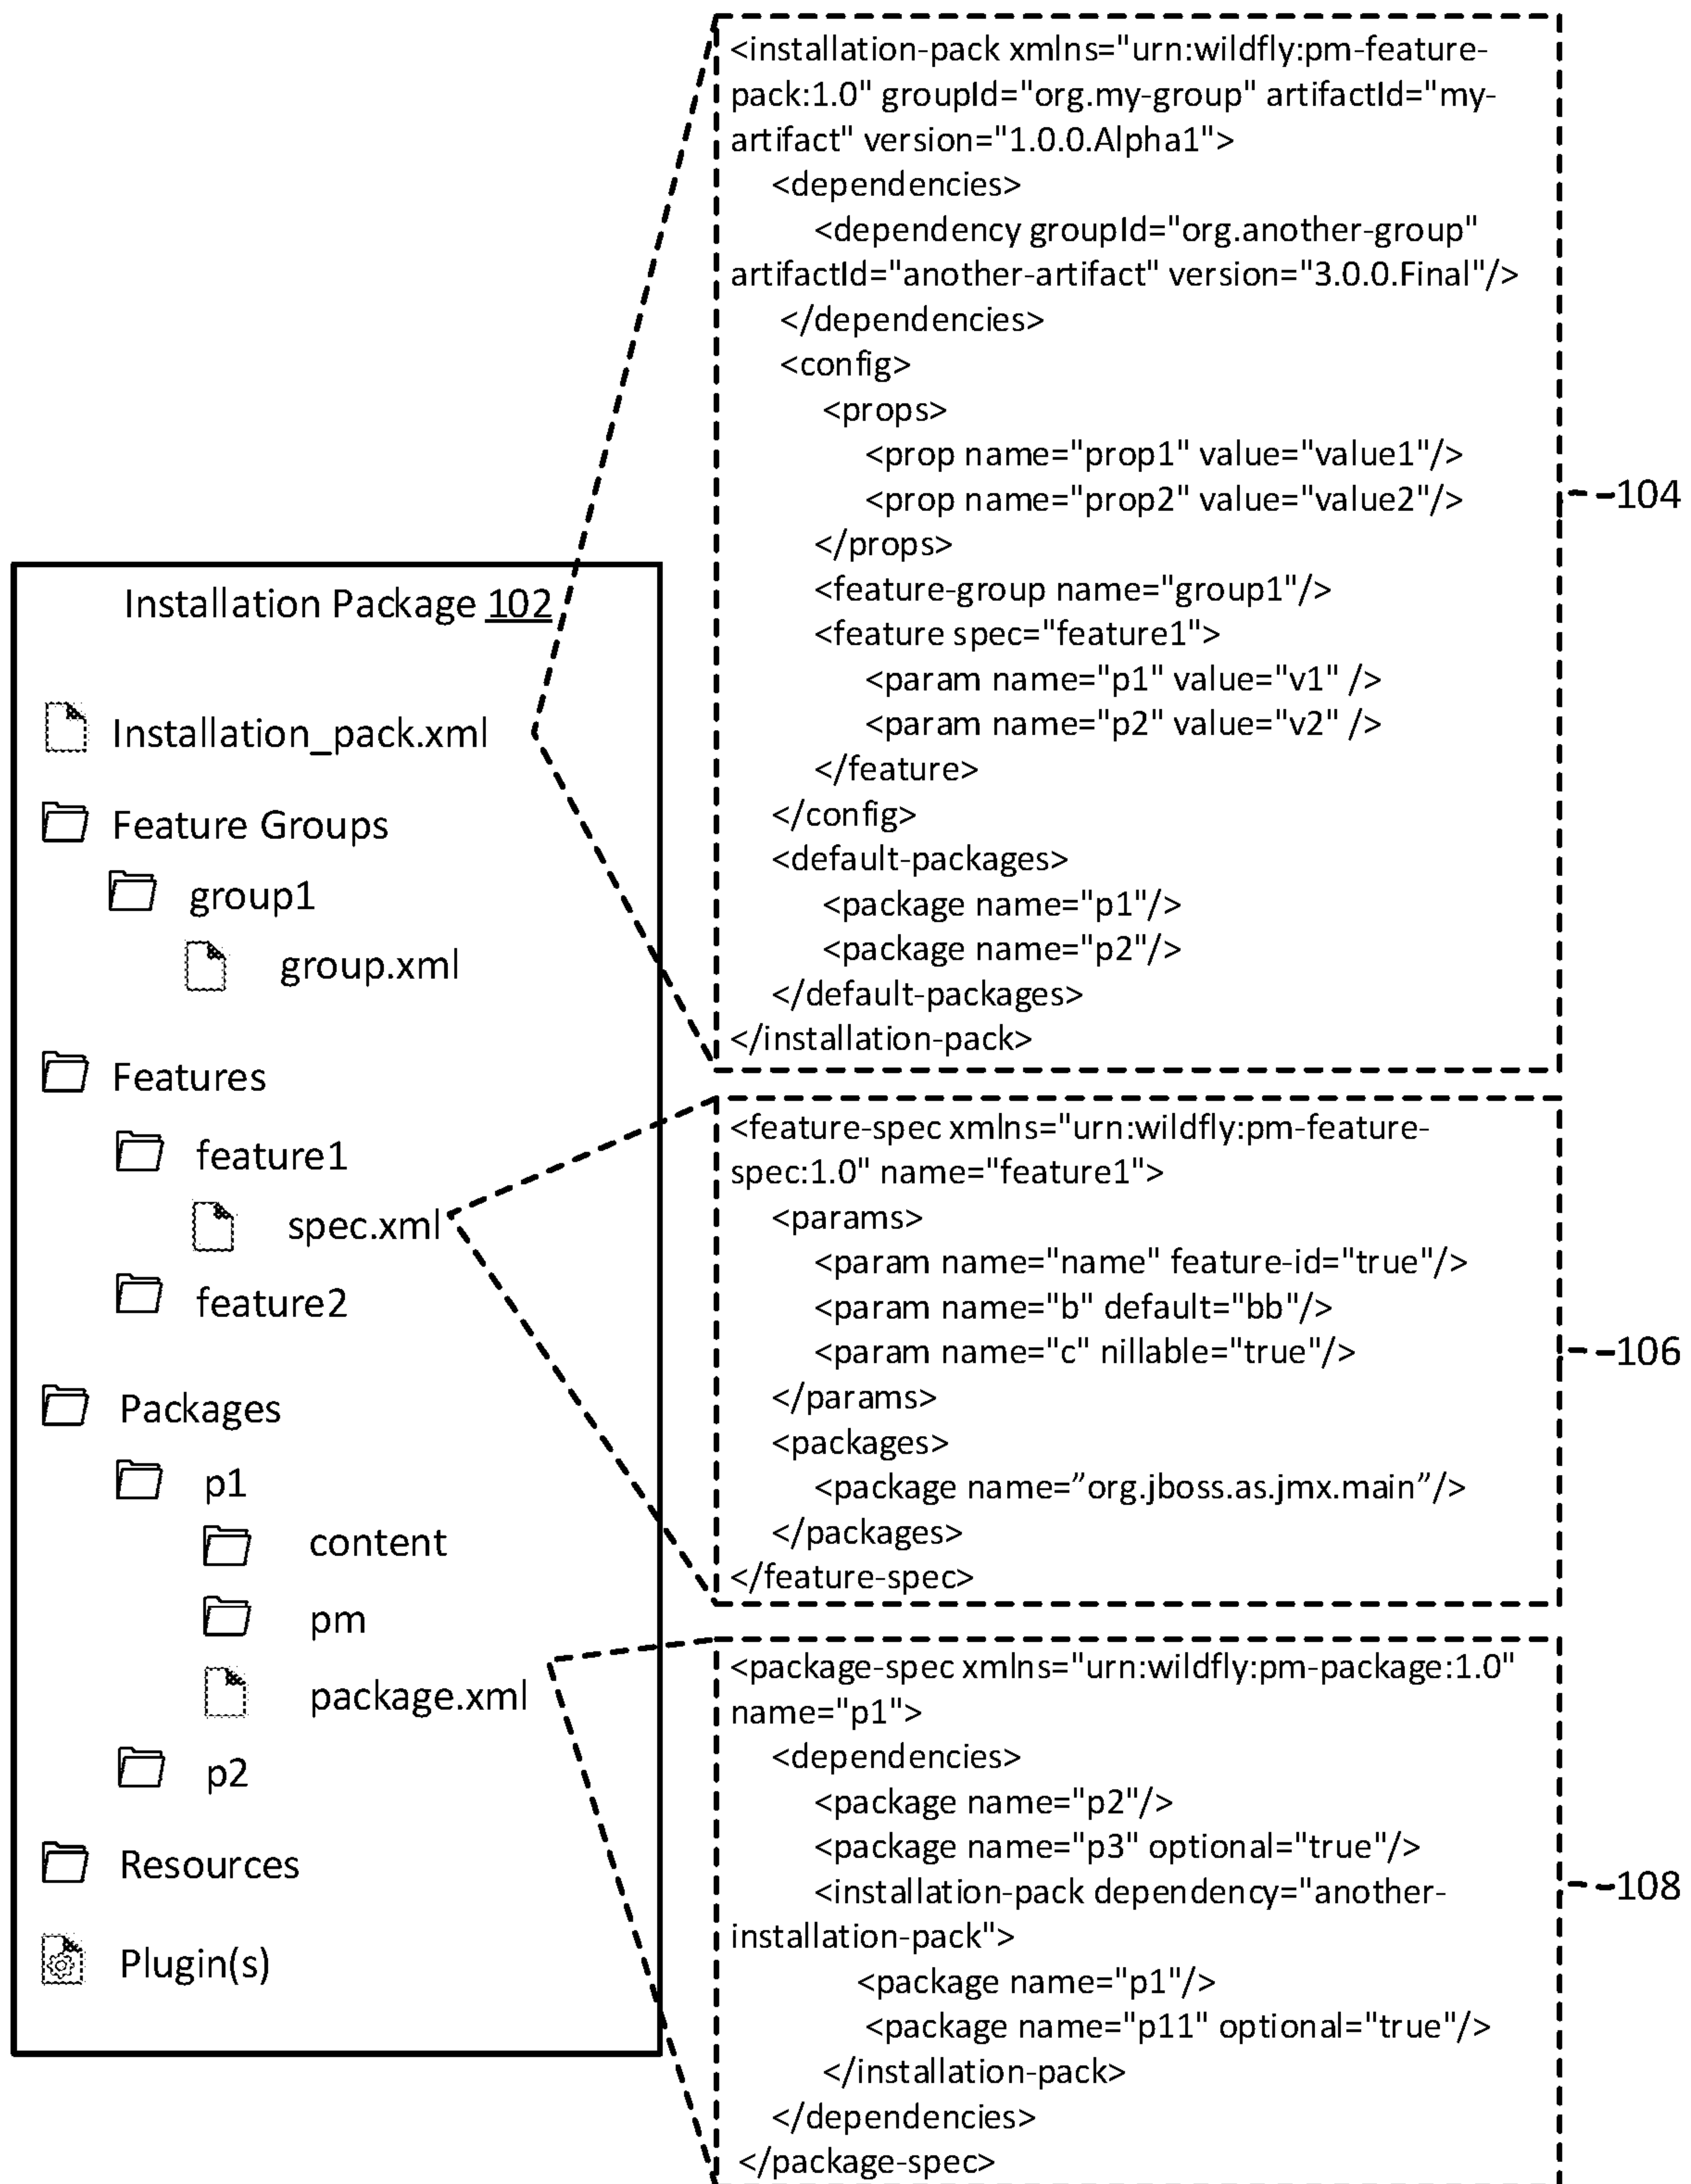 Installation Package 102
Installation_pack.xml
Feature Groups
group1
group.xml
Features
feature1
spec.xml
feature2
Packages
p1
content
pm
package.xml
p2
Resources
Plugin(s)
<installation-pack xmlns="urn:wildfly:pm-feature-
pack:1.0" groupId="org.my-group" artifactId="my-
artifact" version="1.0.0.Alpha1">
<dependencies>
<dependency groupId="org.another-group"
artifactId="another-artifact" version="3.0.0.Final"/>
</dependencies>
<config>
<props>
<prop name="prop1" value="value1"/>
<prop name="prop2" value="value2"/>
</props>
<feature-group name="group1"/>
<feature spec="feature1">
<param name="p1" value="v1" />
<param name="p2" value="v2" />
</feature>
</config>
<default-packages>
<package name="p1"/>
<package name="p2"/>
</default-packages>
</installation-pack>
104
<feature-spec xmlns="urn:wildfly:pm-feature-
spec:1.0" name="feature1">
<params>
<param name="name" feature-id="true"/>
<param name="b" default="bb"/>
<param name="c" nillable="true"/>
</params>
<packages>
<package name=”org.jboss.as.jmx.main”/>
</packages>
</feature-spec>
106
<package-spec xmlns="urn:wildfly:pm-package:1.0"
name="p1">
<dependencies>
<package name="p2"/>
<package name="p3" optional="true"/>
<installation-pack dependency="another-
installation-pack">
<package name="p1"/>
<package name="p11" optional="true"/>
</installation-pack>
</dependencies>
</package-spec>
108